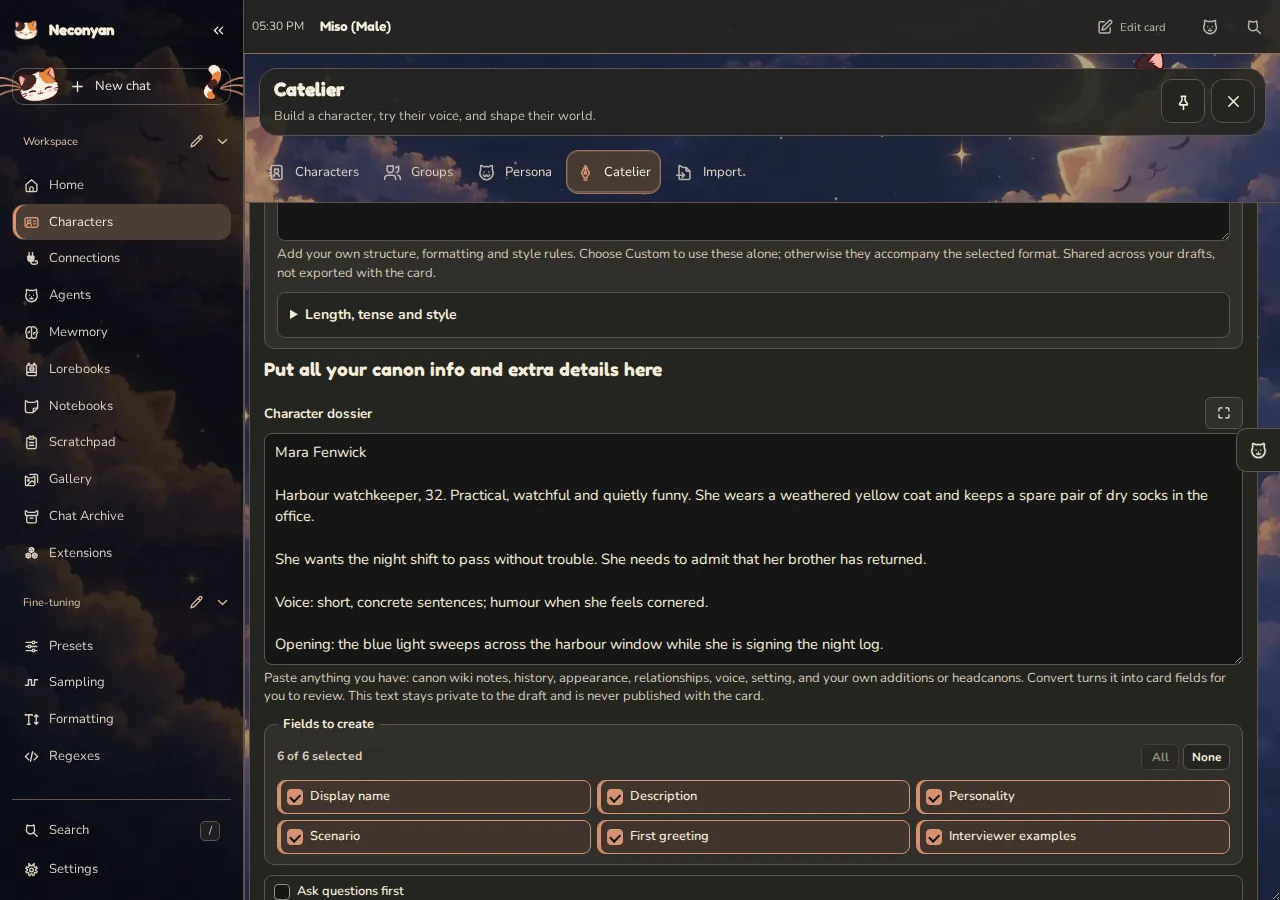 Neconyan
«
05:30 PM Miso (Male)
Edit card
New chat
Workspace
Home
Characters
Connections
Agents
Mewmory
Lorebooks
Notebooks
Scratchpad
Gallery
Chat Archive
Extensions
Fine-tuning
Presets
Sampling
Formatting
Regexes
Search /
Settings
Catelier
Build a character, try their voice, and shape their world.
Characters
Groups
Persona
Catelier
Import
Add your own structure, formatting and style rules. Choose Custom to use these alone; otherwise they accompany the selected format. Shared across your drafts,
not exported with the card.
Length, tense and style
Put all your canon info and extra details here
Character dossier
Mara Fenwick
Harbour watchkeeper, 32. Practical, watchful and quietly funny. She wears a weathered yellow coat and keeps a spare pair of dry socks in the
office.
She wants the night shift to pass without trouble. She needs to admit that her brother has returned.
Voice: short, concrete sentences; humour when she feels cornered.
Opening: the blue light sweeps across the harbour window while she is signing the night log.
Paste anything you have: canon wiki notes, history, appearance, relationships, voice, setting, and your own additions or headcanons. Convert turns it into card fields for
you to review. This text stays private to the draft and is never published with the card.
Fields to create
6 of 6 selected
All
None
Display name
Description
Personality
Scenario
First greeting
Interviewer examples
Ask questions first